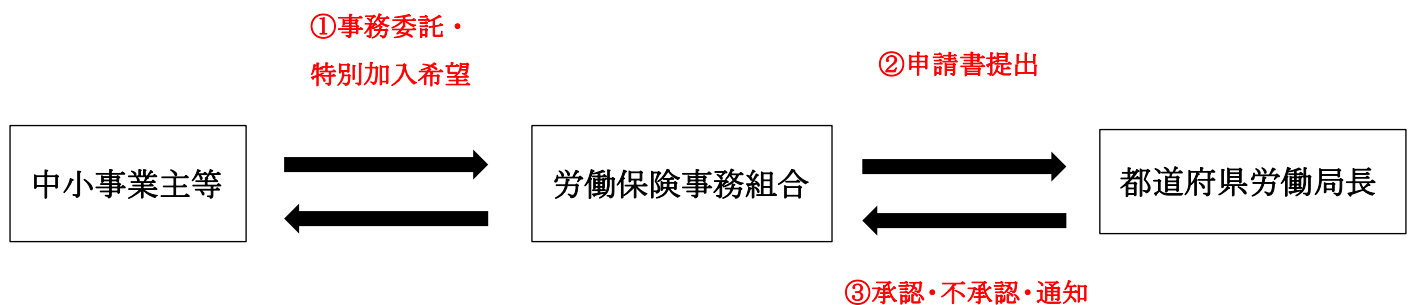 ①事務委託・
特別加入希望
②申請書提出
中小事業主等
労働保険事務組合
都道府県労働局長
③承認・不承認・通知